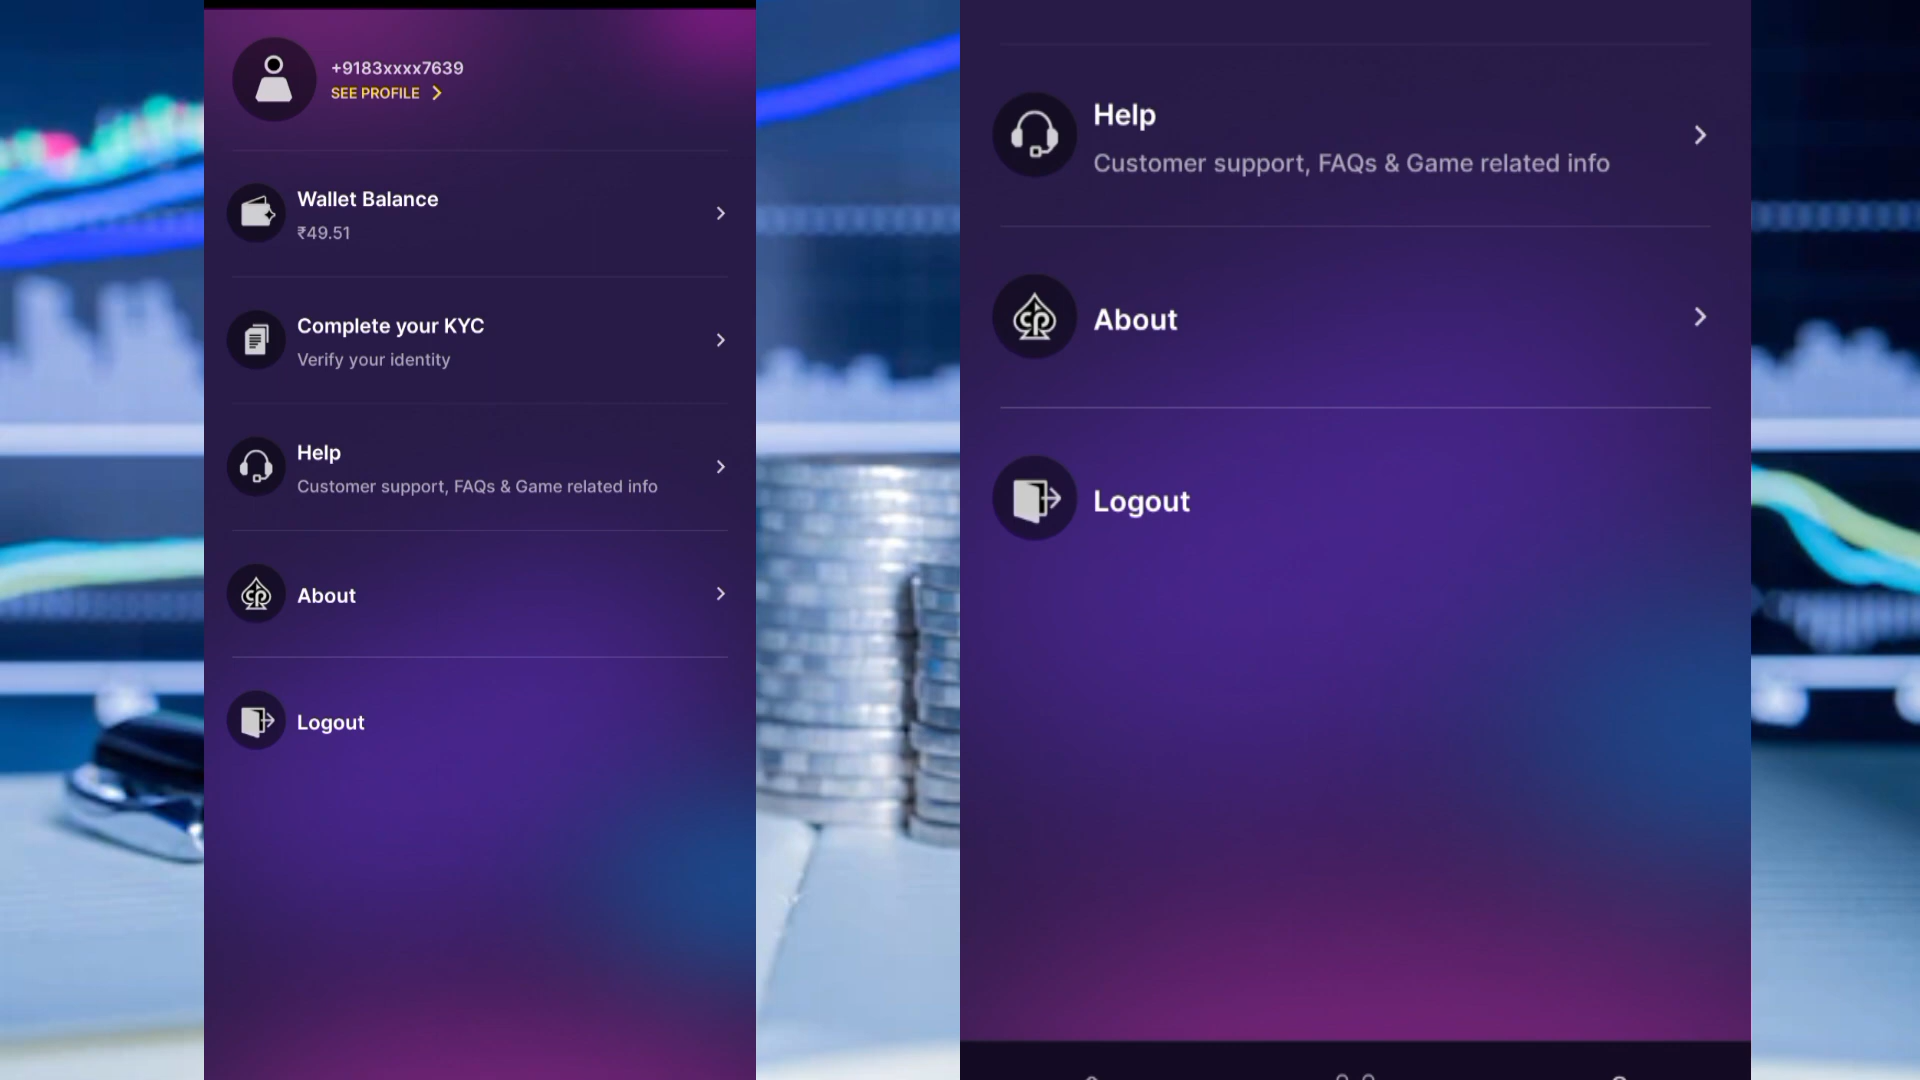 +9183xxxx7639
SEE PROFILE
Wallet Balance
₹49.51
Complete your KYC
Verify your identity
Help
Customer support, FAQs & Game related info
About
Logout
Help
Customer support, FAQs & Game related info
About
Logout